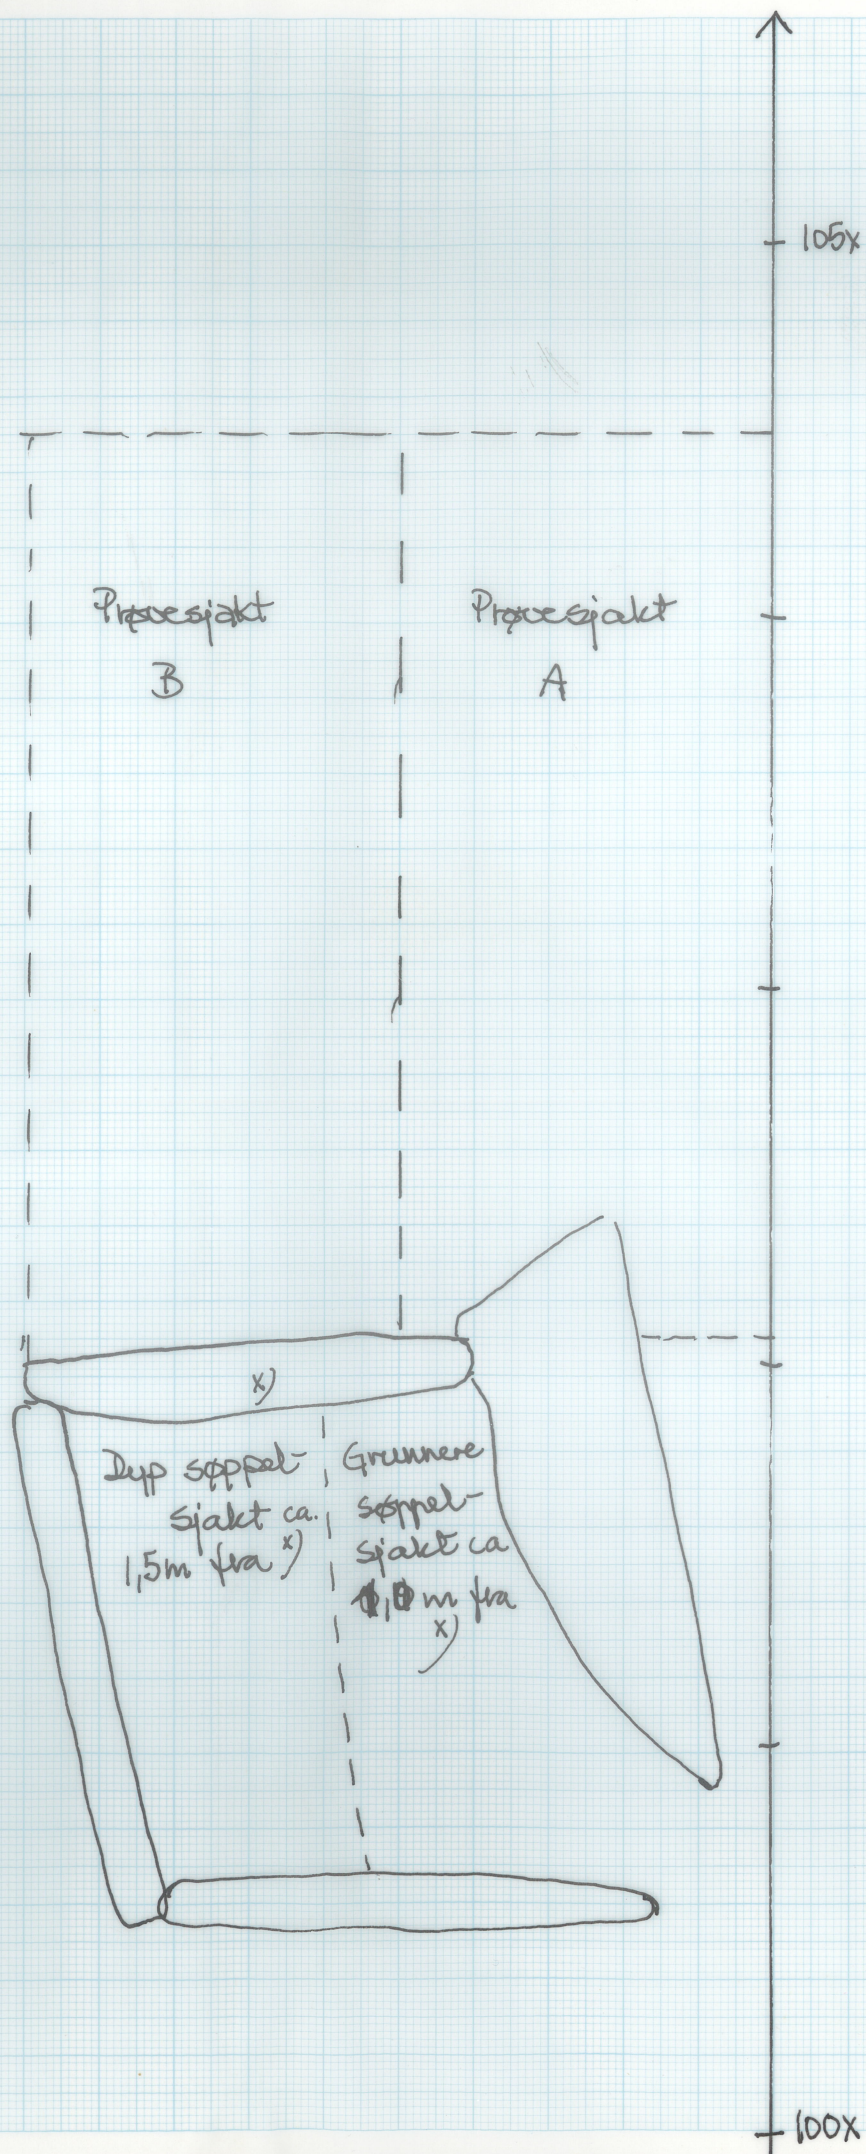 105x
Prøvesjakt
B
Prøvesjakt
A
x)
Dyp søppel-
sjakt ca.
1,5m fra x)
Grunnere
søppel-
sjakt ca
m fra
x)
100x